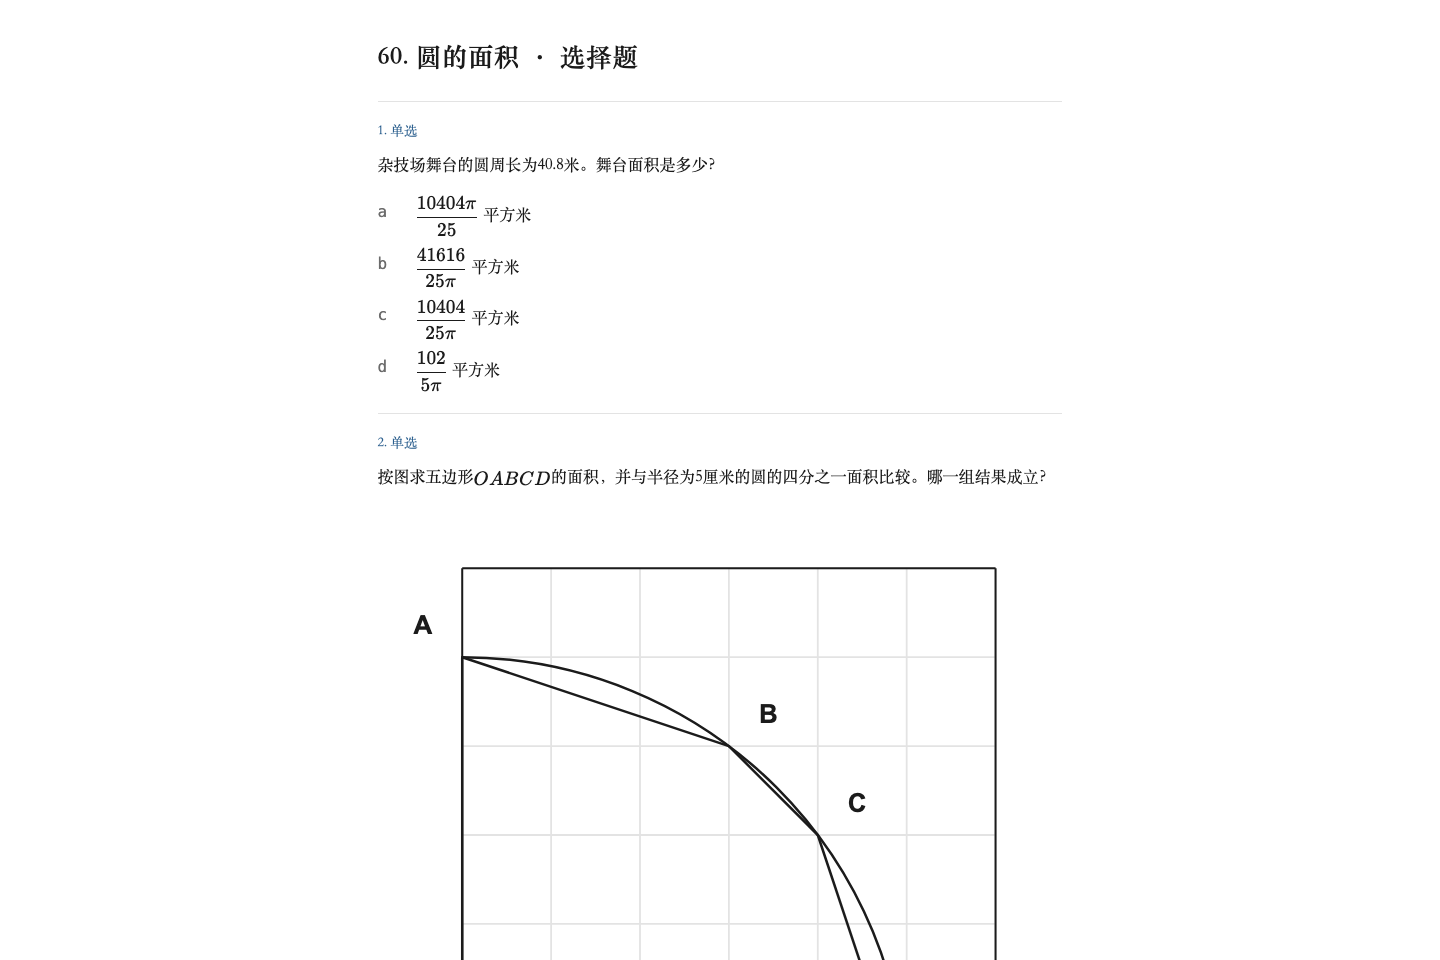 60. 圆的面积 · 选择题
1. 单选
杂技场舞台的圆周长为40.8米。舞台面积是多少?
a 10404π/25 平方米
b 41616/25π 平方米
c 10404/25π 平方米
d 102/5π 平方米
2. 单选
按图求五边形OABCD的面积，并与半径为5厘米的圆的四分之一面积比较。哪一组结果成立?
A
B
C